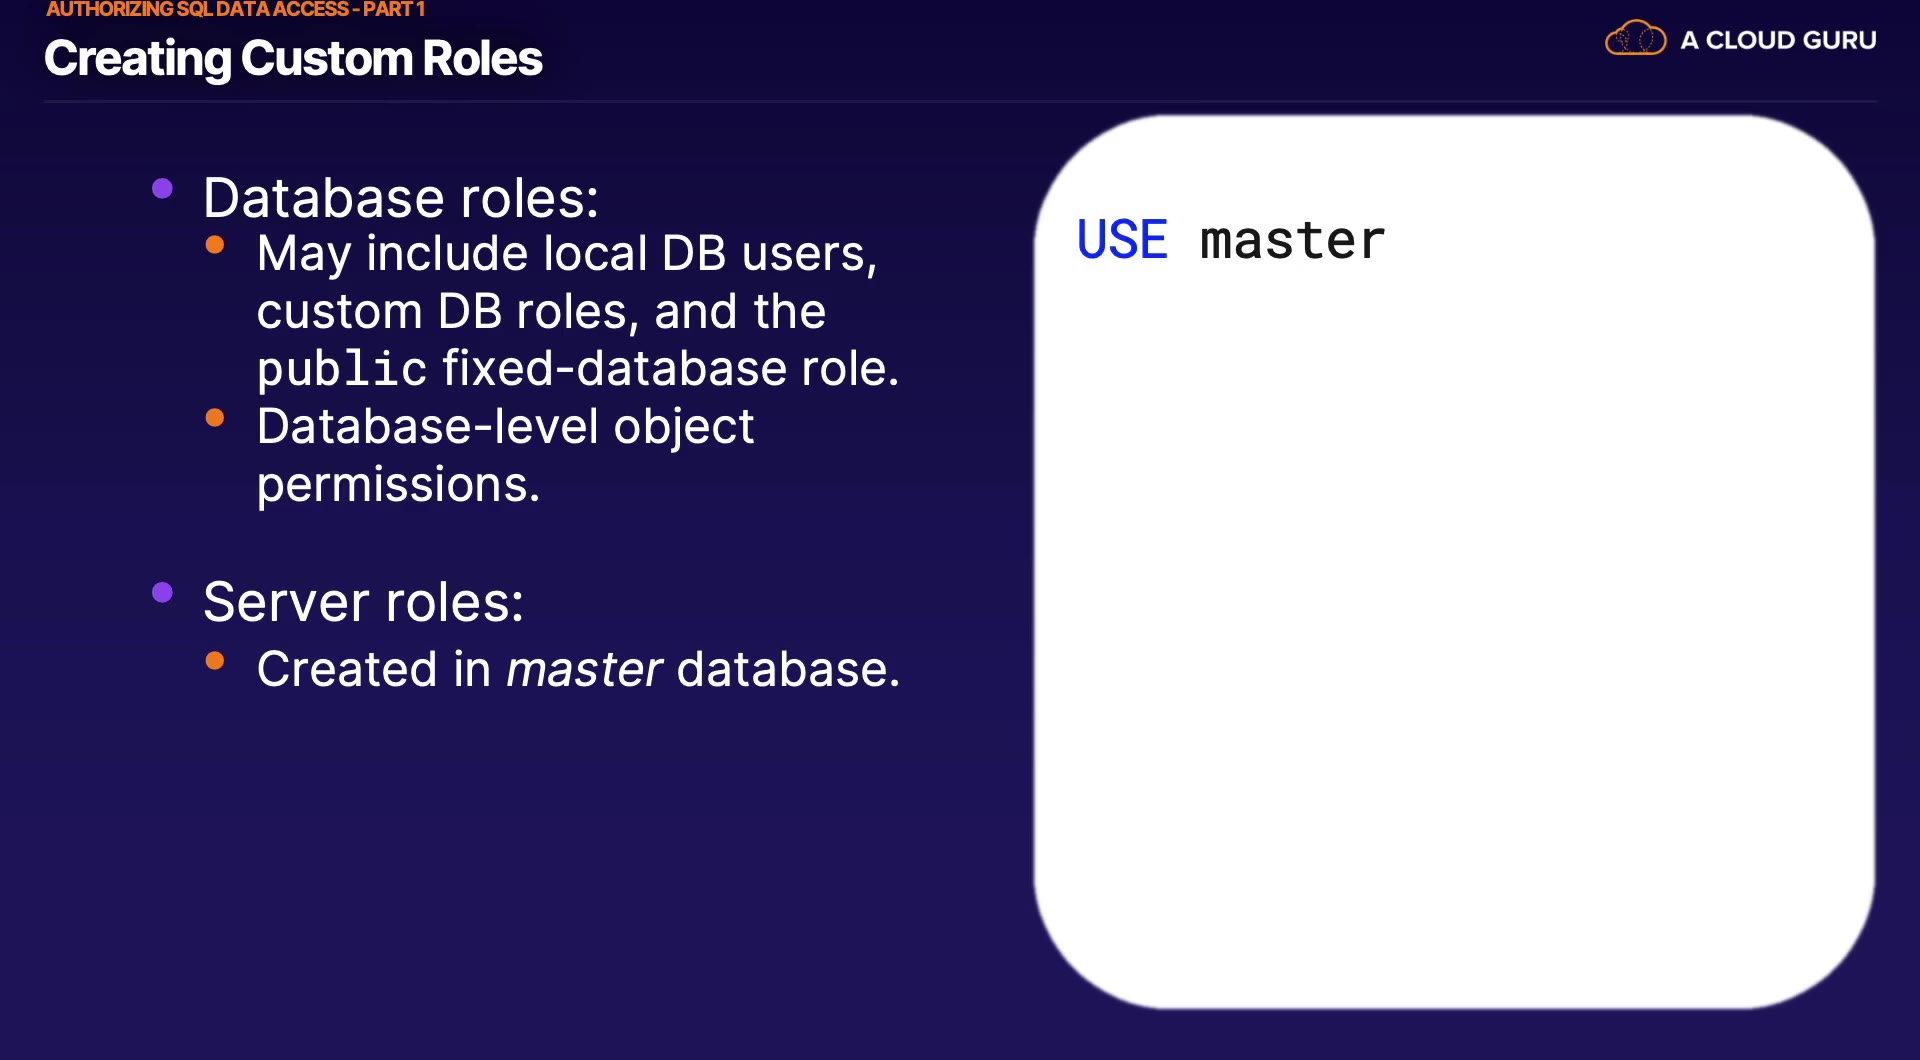 AUTHORIZING SQL DATA ACCESS - PART 1
Creating Custom Roles
A CLOUD GURU
Database roles:
May include local DB users,
custom DB roles, and the
public fixed-database role.
Database-level object
permissions.
Server roles:
Created in master database.
USE master